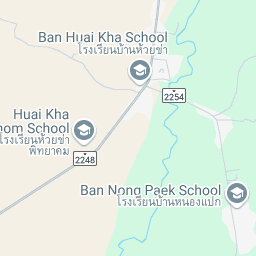 Ban Huai Kha School
โรงเรียนบ้านห้วยข่า
2254
Huai Kha
nom School
โรงเรียนห้วยข่า
พิทยาคม
2248
Ban Nong Paek School
โรงเรียนบ้านหนองแปก